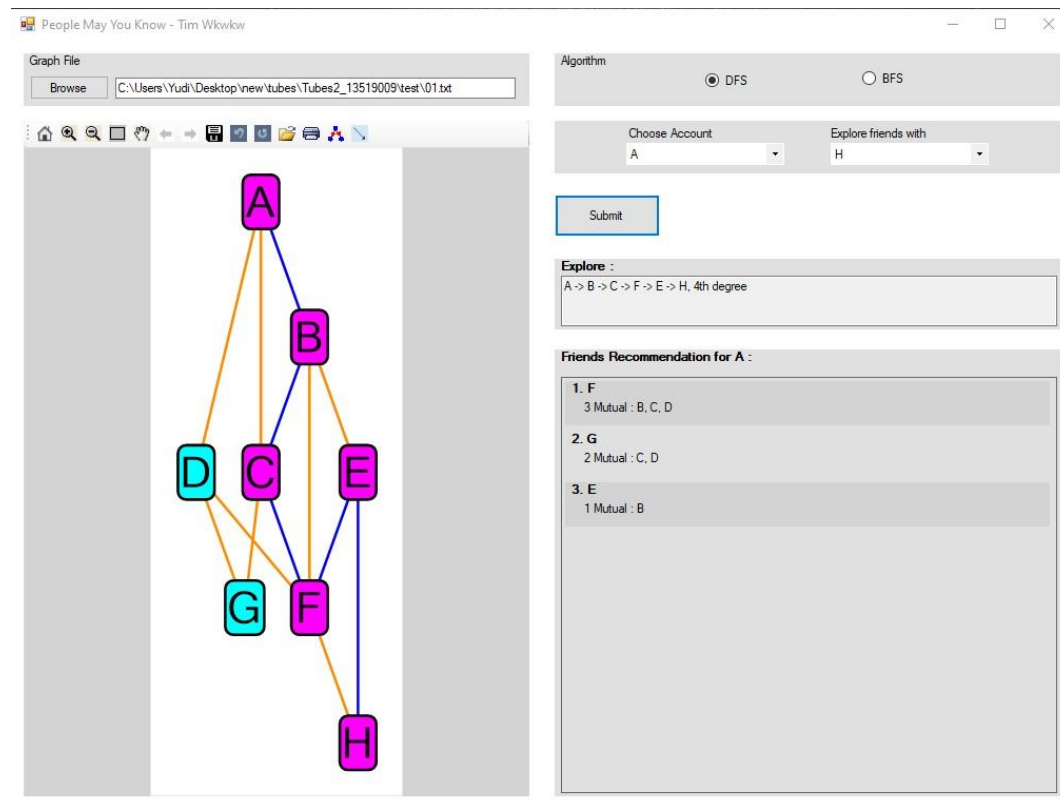 People May You Know - Tim Wkwkw
Graph File
Browse
C:\Users\Yudi\Desktop\new\tubes\Tubes2_13519009\test\01.txt
Algorithm
DFS
BFS
Choose Account
Explore friends with
A
H
Submit
Explore :
A -> B -> C -> F -> E -> H, 4th degree
Friends Recommendation for A :
1. F
3 Mutual : B, C, D
2. G
2 Mutual : C, D
3. E
1 Mutual : B
A
B
D
C
E
G
F
H